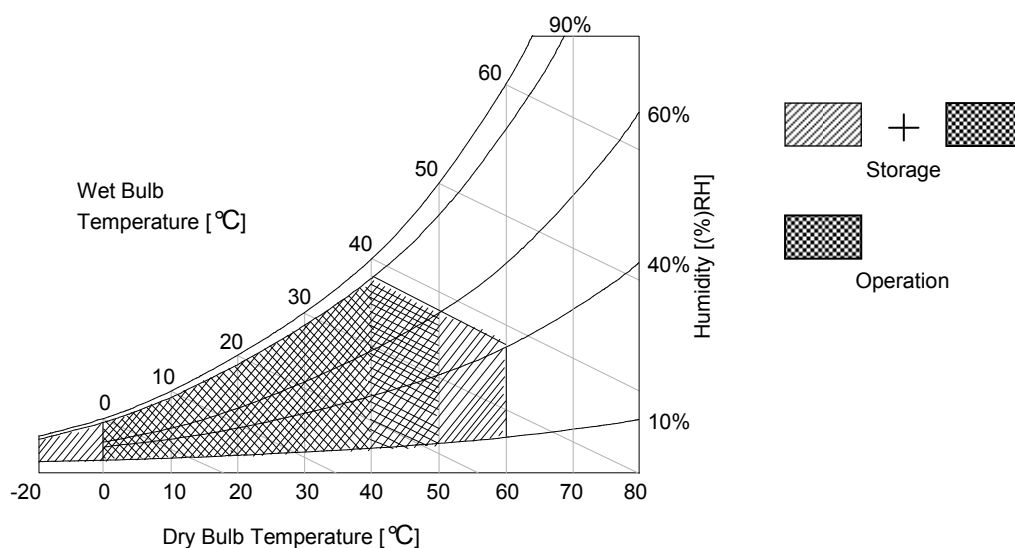 90%
60
60%
50
Wet Bulb
Temperature [℃]
Storage
40
40%
Humidity [(%)RH]
Operation
30
20
10
0
10%
-20 0 10 20 30 40 50 60 70 80
Dry Bulb Temperature [℃]